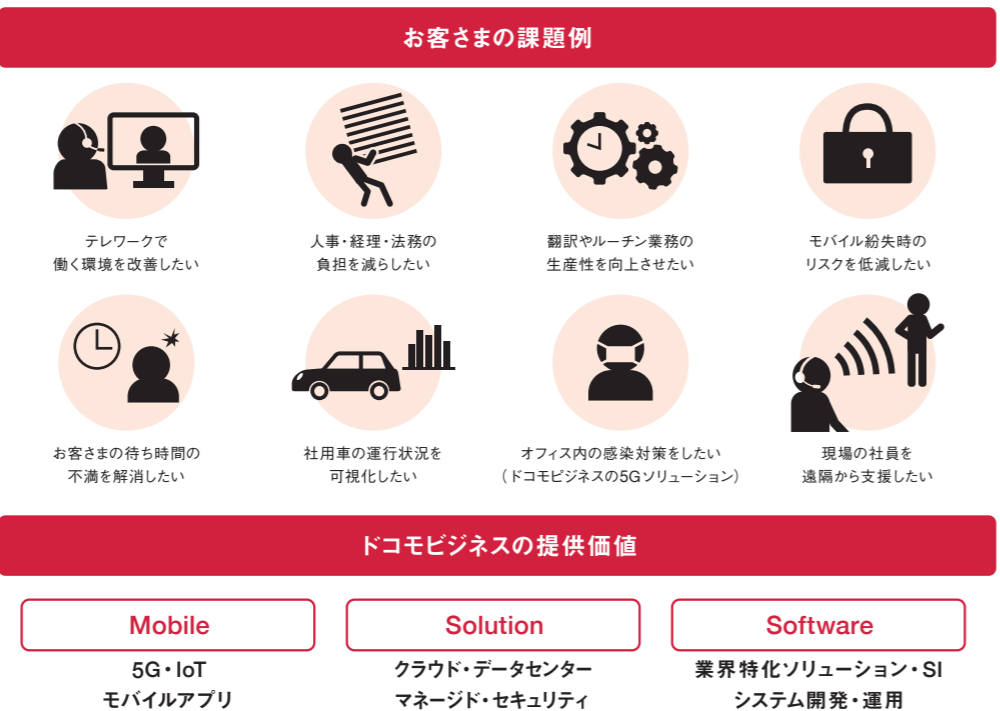 お客さまの課題例
テレワークで
働く環境を改善したい
人事・経理・法務の
負担を減らしたい
翻訳やルーチン業務の
生産性を向上させたい
モバイル紛失時の
リスクを低減したい
お客さまの待ち時間の
不満を解消したい
社用車の運行状況を
可視化したい
オフィス内の感染対策をしたい
（ドコモビジネスの5Gソリューション）
現場の社員を
遠隔から支援したい
ドコモビジネスの提供価値
Mobile
5G・IoT
モバイルアプリ
Solution
クラウド・データセンター
マネージド・セキュリティ
Software
業界特化ソリューション・SI
システム開発・運用